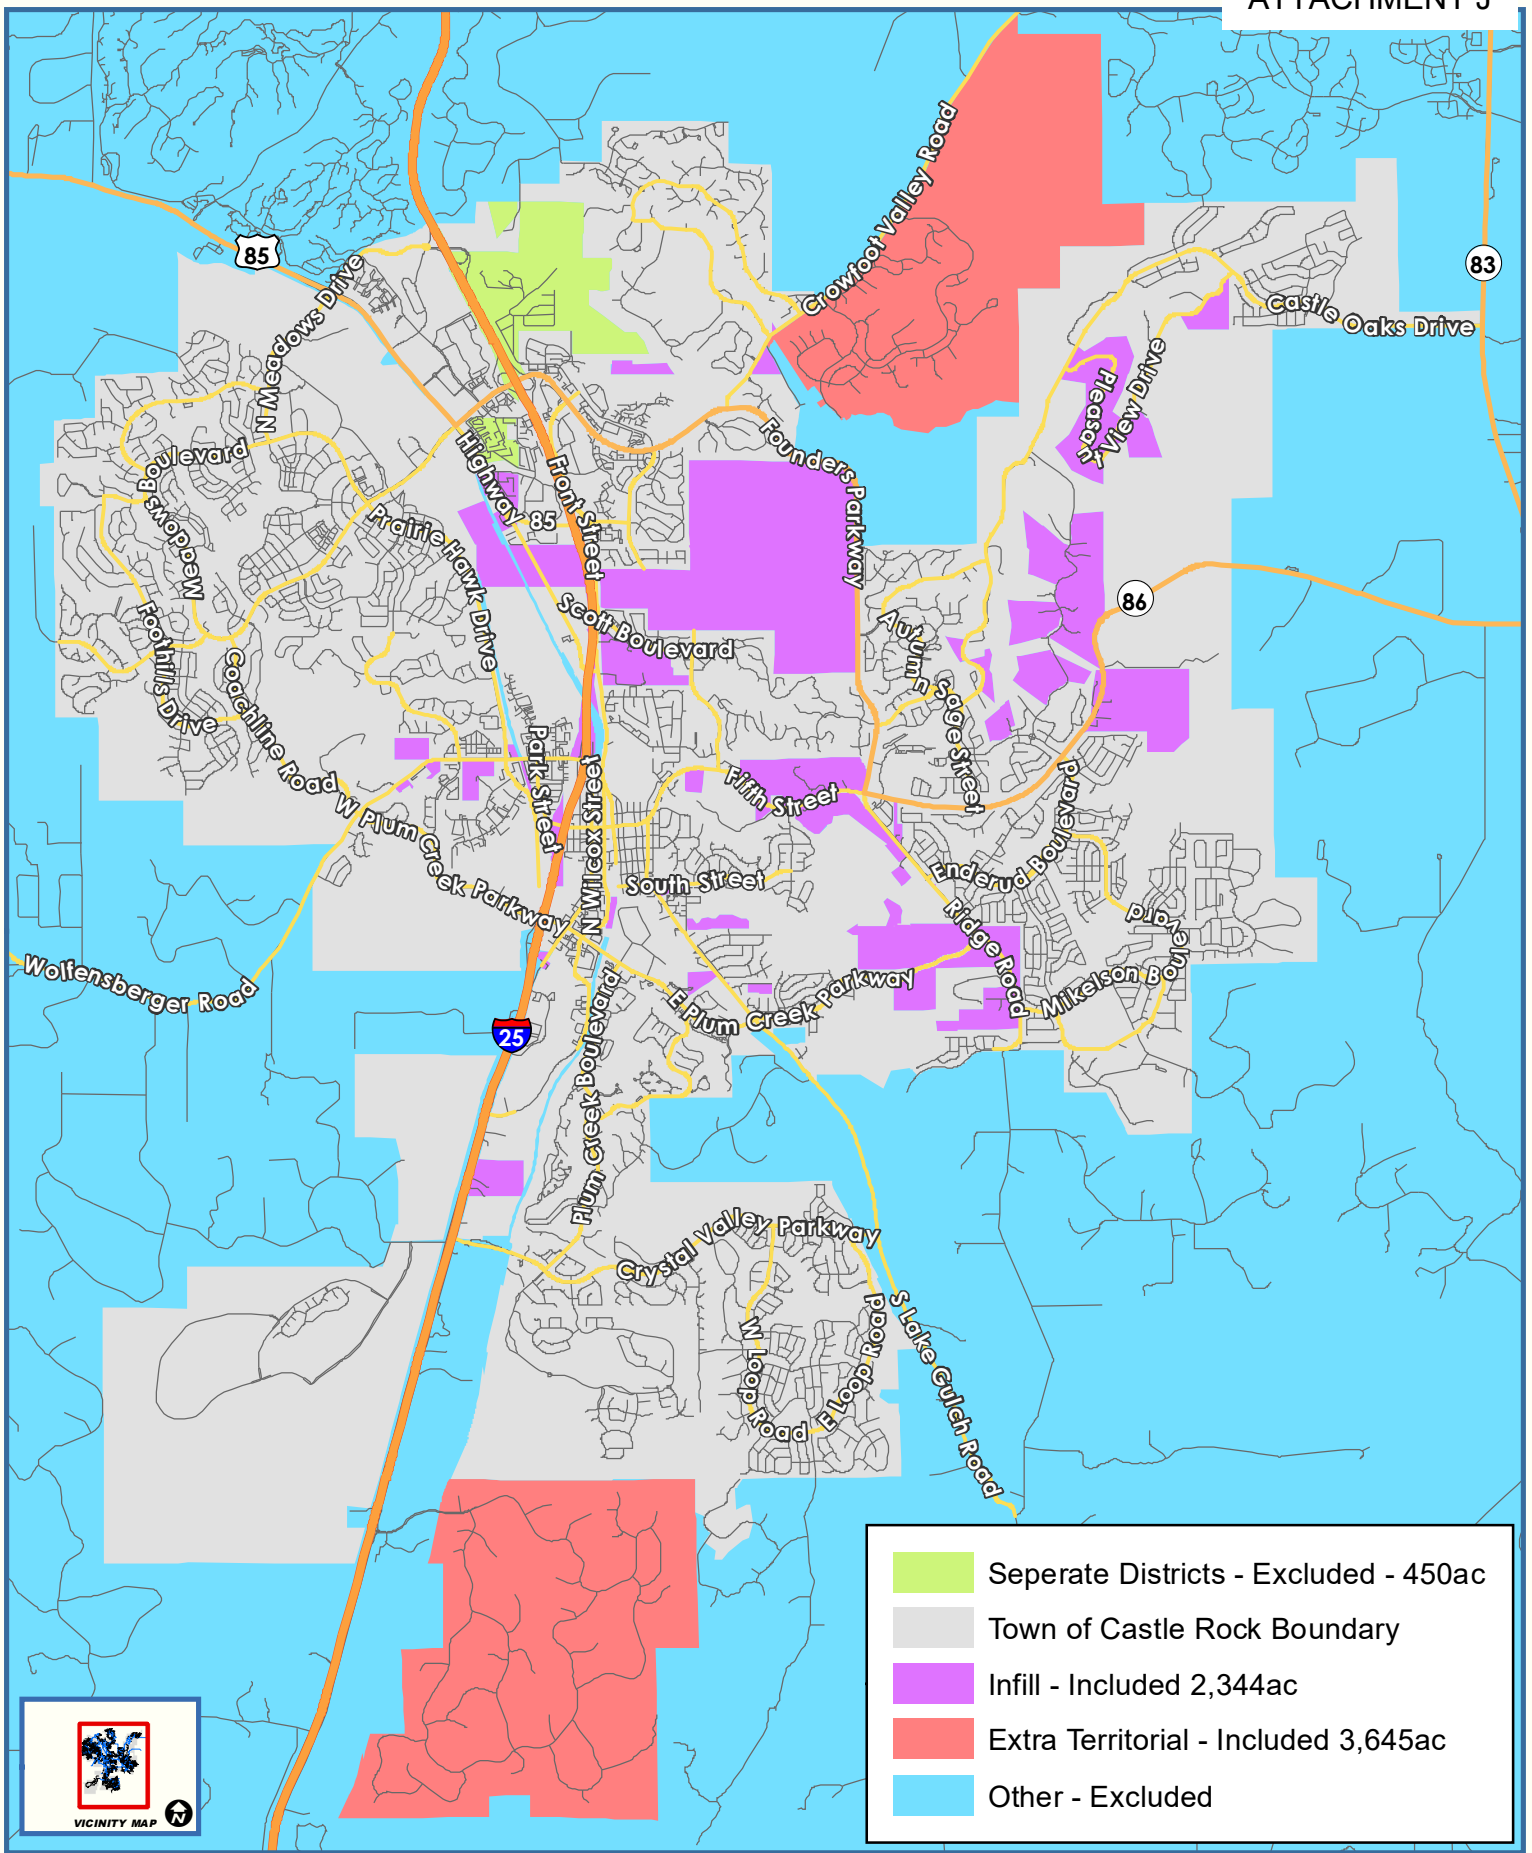 ATTACHMENT J
85
Crowfoot Valley Road
83
N Meadows Drive
Castle Oaks Drive
Pleasant
View Drive
Meadows
Boulevard
Highway
85
Front Street
Founders Parkway
Prairie Hawk Drive
86
Scott Boulevard
Autumn
Sage Street
Foothills Drive
Coachline Road
Park Street
N Wilcox Street
Fifth Street
W Plum Creek Parkway
Enderud Boulevard
South Street
Ridge Road
Mikelson Boulevard
Wolfensberger Road
E Plum Creek Parkway
25
Plum Creek Boulevard
Crystal Valley Parkway
W Loop Road
E Loop Road
S Lake Gulch Road
Seperate Districts - Excluded - 450ac
Town of Castle Rock Boundary
Infill - Included 2,344ac
Extra Territorial - Included 3,645ac
Other - Excluded
VICINITY MAP
N